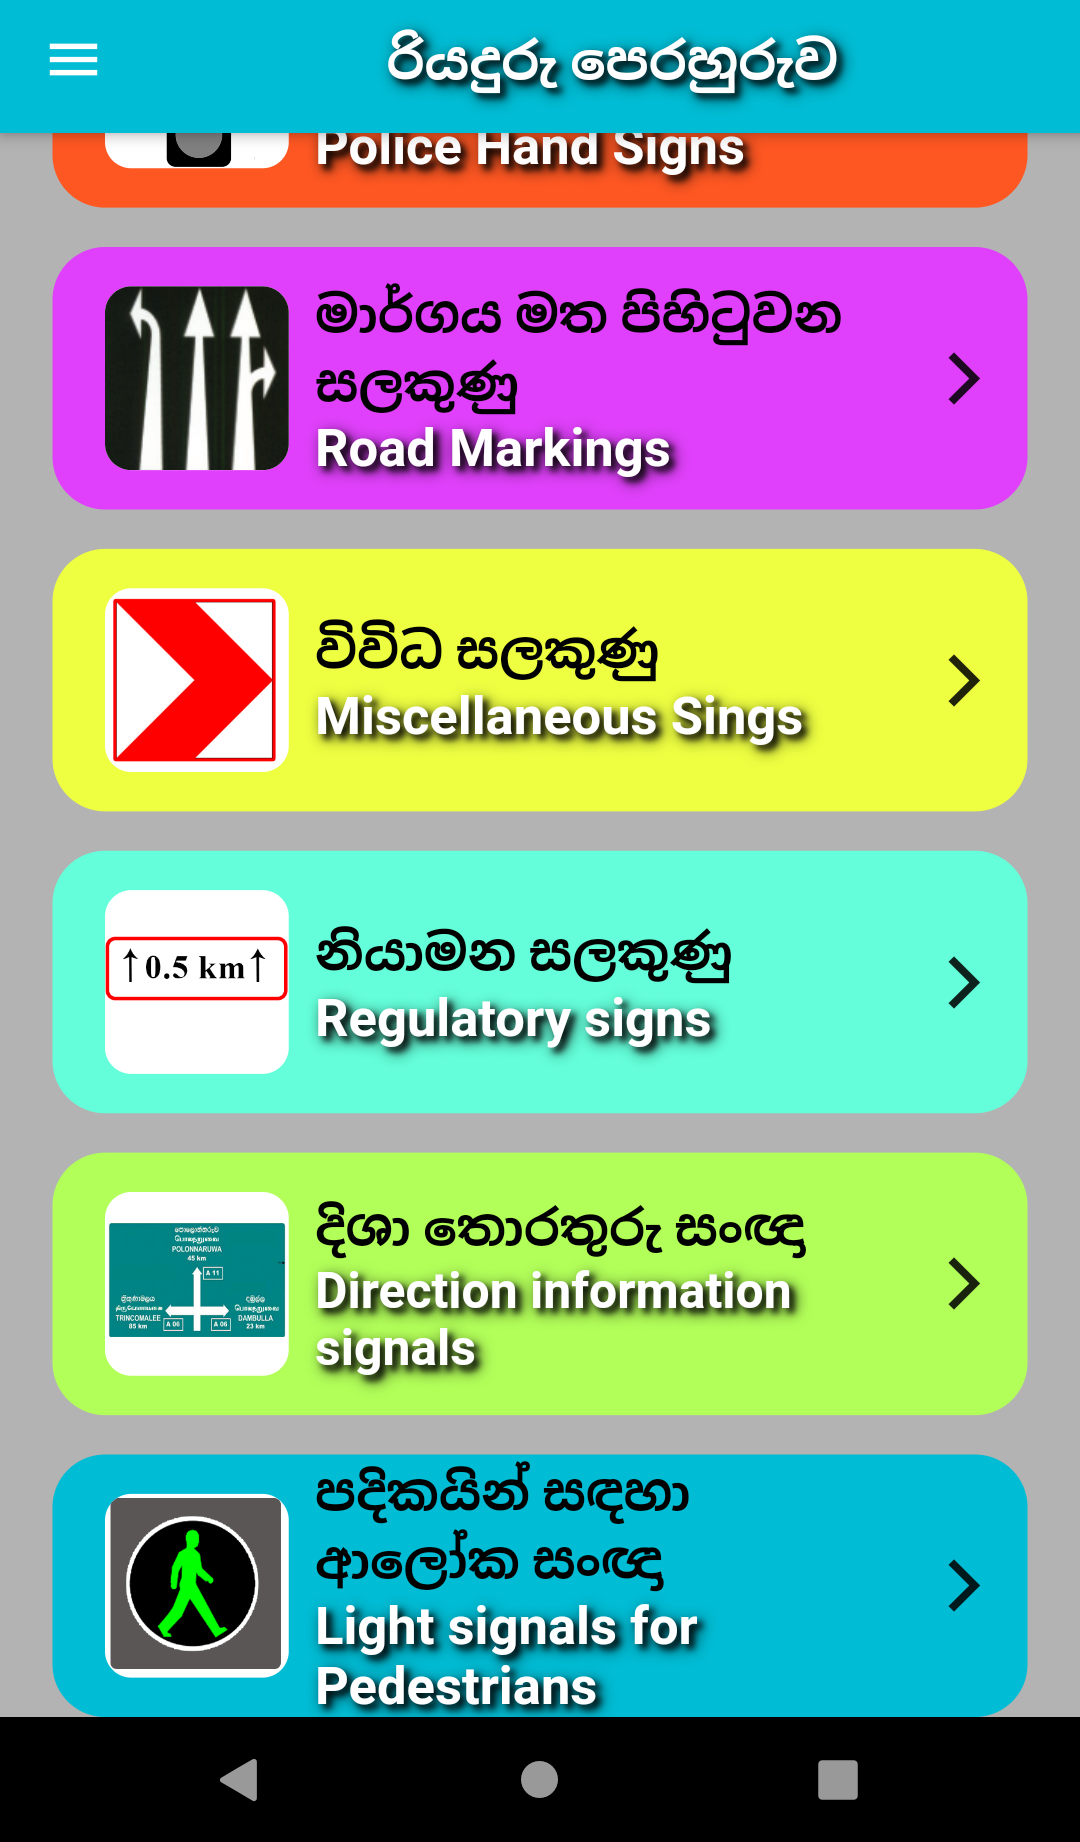 රියදුරු පෙරහුරුව
Police Hand Signs
මාර්ගය මත පිහිටුවන
සලකුණු
Road Markings
විවිධ සලකුණු
Miscellaneous Sings
↑0.5 km↑
නියාමන සලකුණු
Regulatory signs
දිශා තොරතුරු සංඥා
Direction information
signals
POLONNARUWA
45 km
A 11
TRINCOMALEE
85 km
A 06
A 06
DAMBULLA
23 km
පදිකයින් සඳහා
ආලෝක සංඥා
Light signals for
Pedestrians